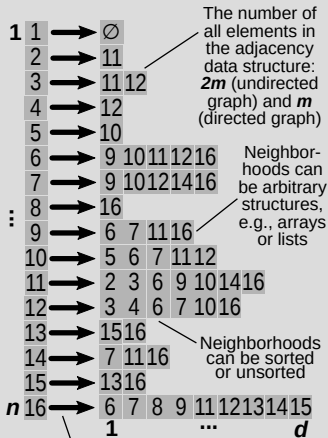 The number of
all elements in
the adjacency
data structure:
2m (undirected
graph) and m
(directed graph)
1 1 ∅
2 11
3 11 12
4 12
5 10
6 9 10 11 12 16
7 9 10 12 14 16
8 16
⋮ 9 6 7 11 16
10 5 6 7 11 12
11 2 3 6 9 10 14 16
12 3 4 6 7 10 16
13 15 16
14 7 11 16
15 13 16
n 16 6 7 8 9 11 12 13 14 15
1 ... d
Neighbor-
hoods can
be arbitrary
structures,
e.g., arrays
or lists
Neighborhoods
can be sorted
or unsorted